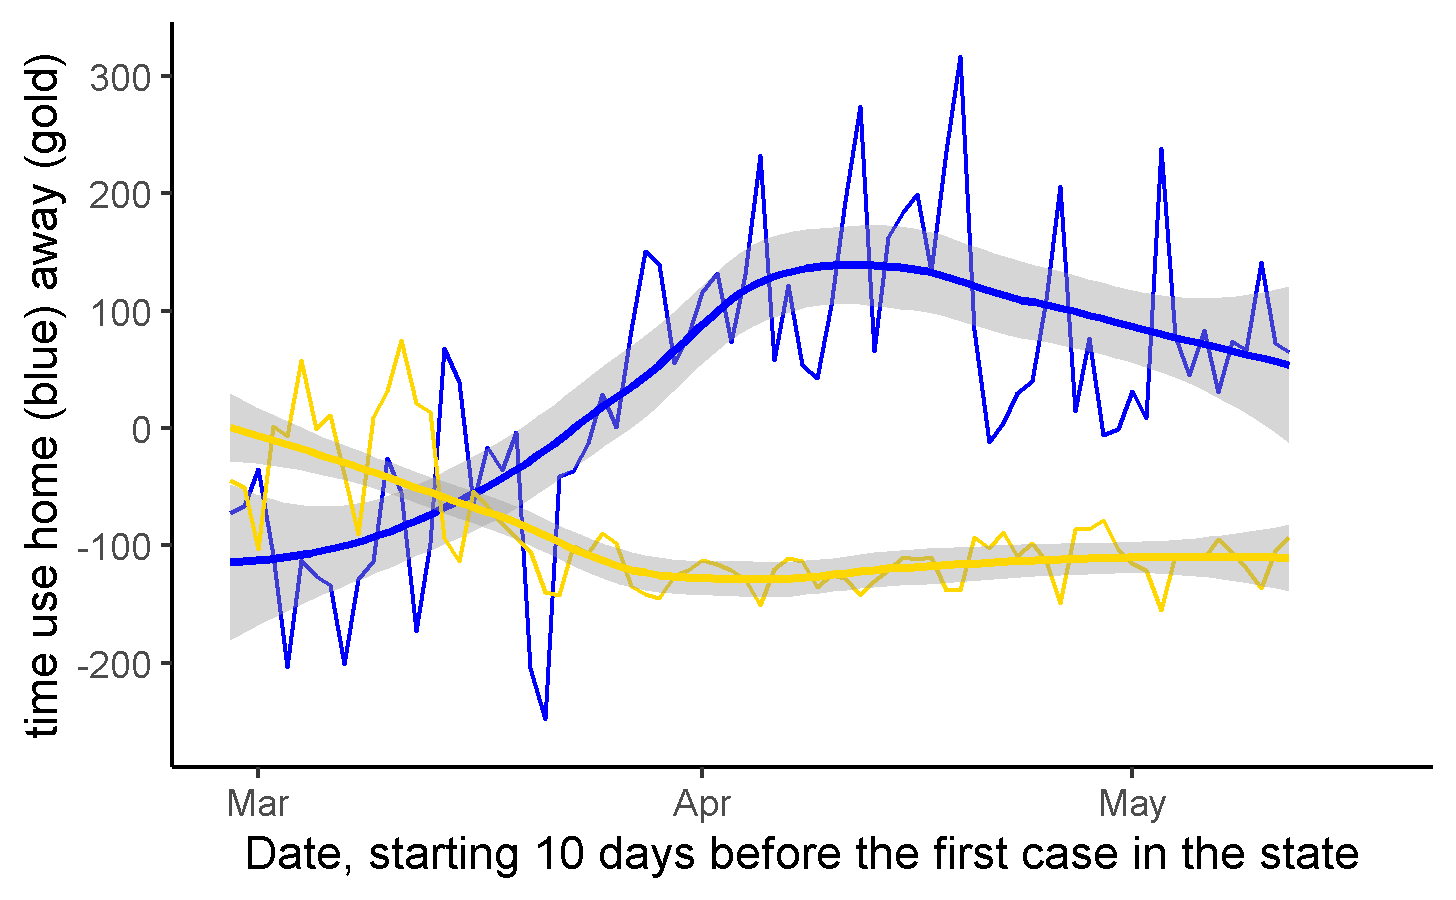 time use home (blue) away (gold)
300
200
100
0
-100
-200
Mar Apr May
Date, starting 10 days before the first case in the state